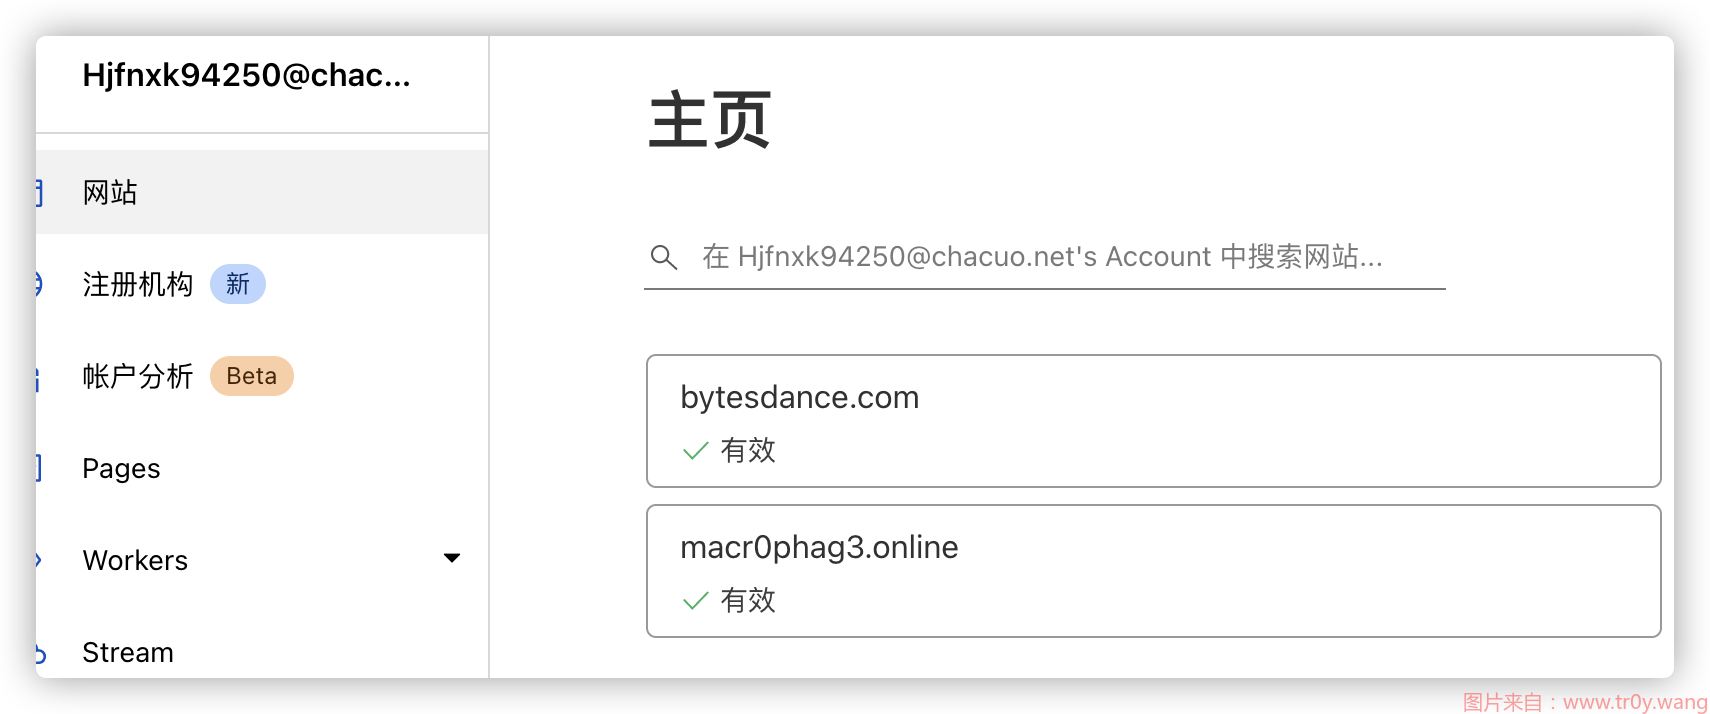 Hjfnxk94250@chac...
网站
注册机构 新
帐户分析 Beta
Pages
Workers
Stream
主页
在 Hjfnxk94250@chacuo.net's Account 中搜索网站...
bytesdance.com
有效
macr0phag3.online
有效
图片来自：www.tr0y.wang